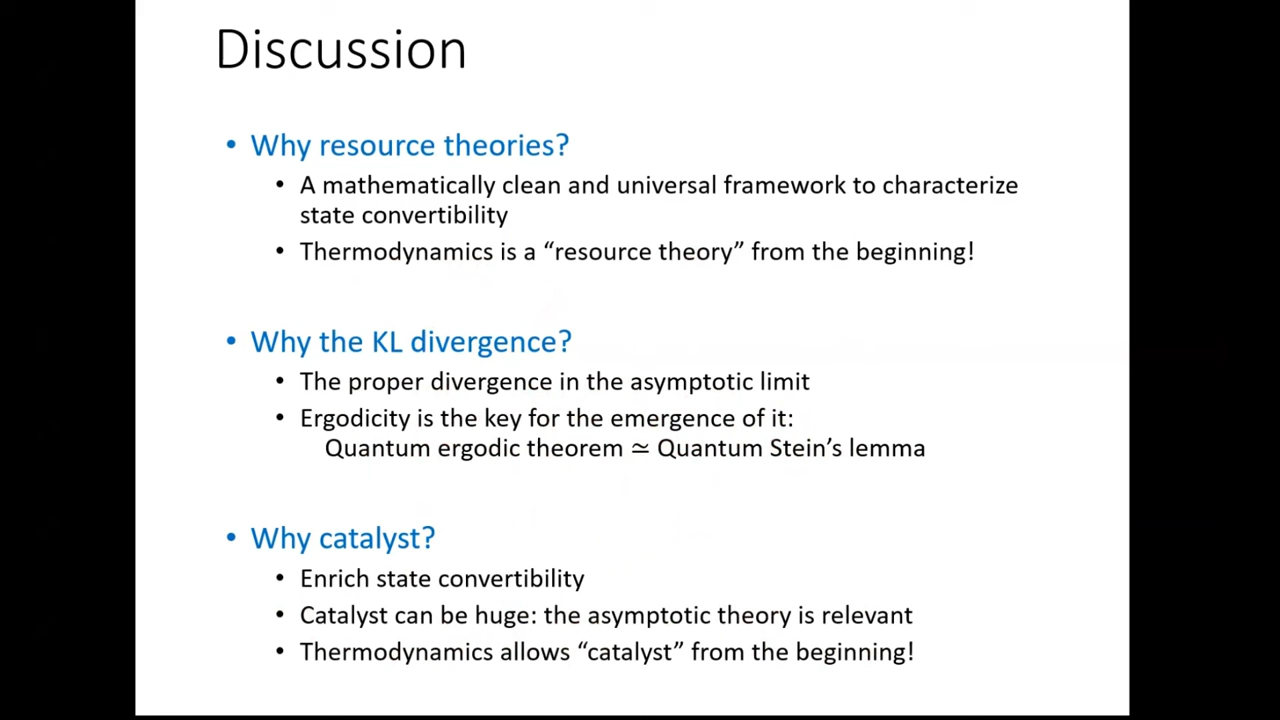 Discussion
• Why resource theories?
• A mathematically clean and universal framework to characterize
state convertibility
• Thermodynamics is a “resource theory” from the beginning!
• Why the KL divergence?
• The proper divergence in the asymptotic limit
• Ergodicity is the key for the emergence of it:
Quantum ergodic theorem ≃ Quantum Stein’s lemma
• Why catalyst?
• Enrich state convertibility
• Catalyst can be huge: the asymptotic theory is relevant
• Thermodynamics allows “catalyst” from the beginning!